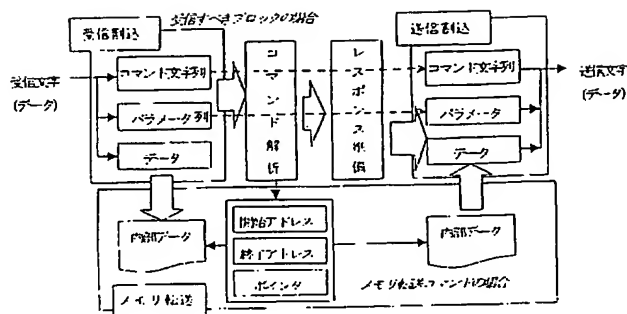 受信すべきブロックの場合
受信割込
送信割込
コマンド解析
レスポンス準備
受信文字
(データ)
コマンド文字列
パラメータ列
データ
コマンド文字列
パラメータ
データ
送信文字
(データ)
内部データ
開始アドレス
終了アドレス
ポインタ
内部データ
メモリ転送コマンドの場合
メモリ転送